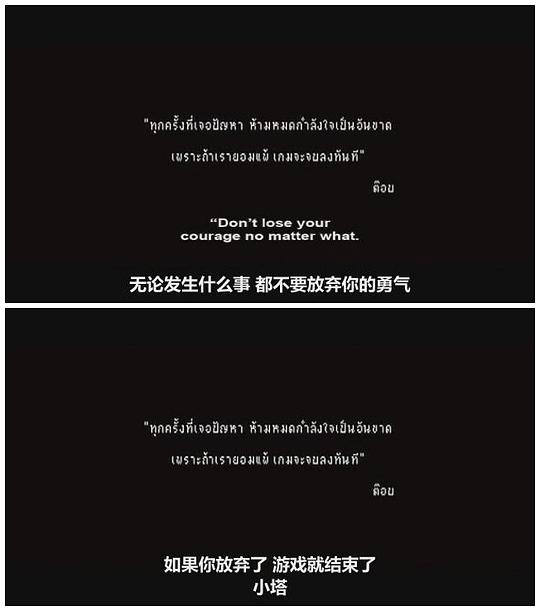 "ทุกครั้งที่เจอปัญหา ห้ามหมดกำลังใจเป็นอันขาด
เพราะถ้าเรายอมแพ้ เกมจะจบลงทันที"
ต๊อบ
“Don’t lose your
courage no matter what.
无论发生什么事 都不要放弃你的勇气
"ทุกครั้งที่เจอปัญหา ห้ามหมดกำลังใจเป็นอันขาด
เพราะถ้าเรายอมแพ้ เกมจะจบลงทันที"
ต๊อบ
如果你放弃了 游戏就结束了
小塔